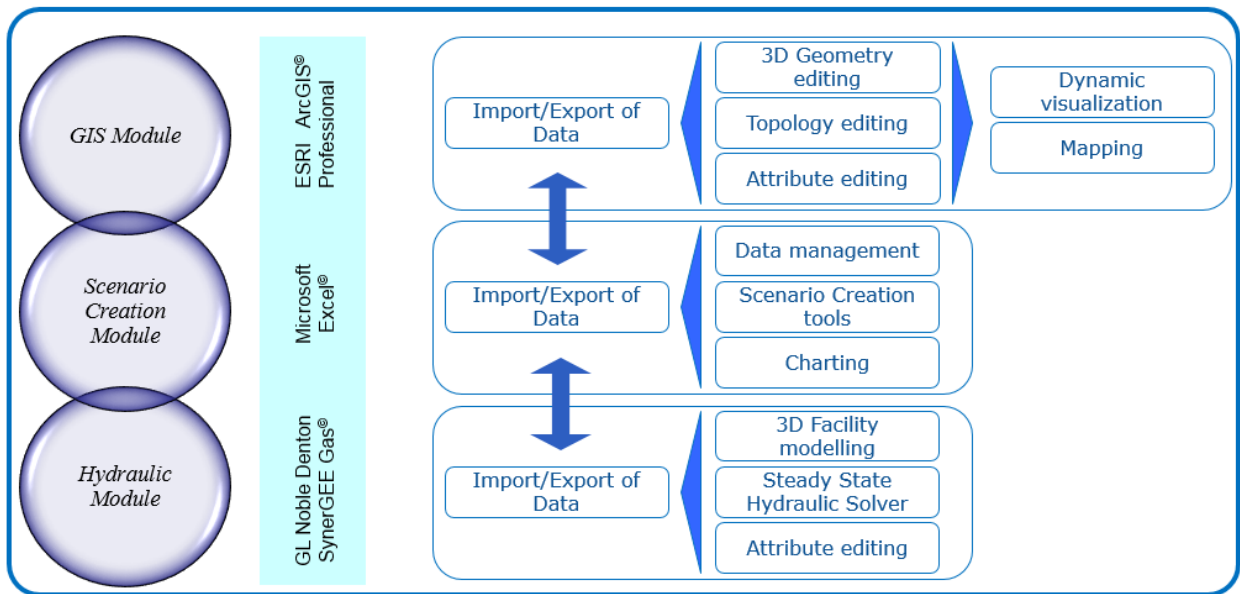 GIS Module
ESRI ArcGIS©
Professional
Import/Export of
Data
3D Geometry
editing
Topology editing
Attribute editing
Dynamic
visualization
Mapping
Scenario
Creation
Module
Microsoft
Excel©
Import/Export of
Data
Data management
Scenario Creation
tools
Charting
Hydraulic
Module
GL Noble Denton
SynerGEE Gas©
Import/Export of
Data
3D Facility
modelling
Steady State
Hydraulic Solver
Attribute editing